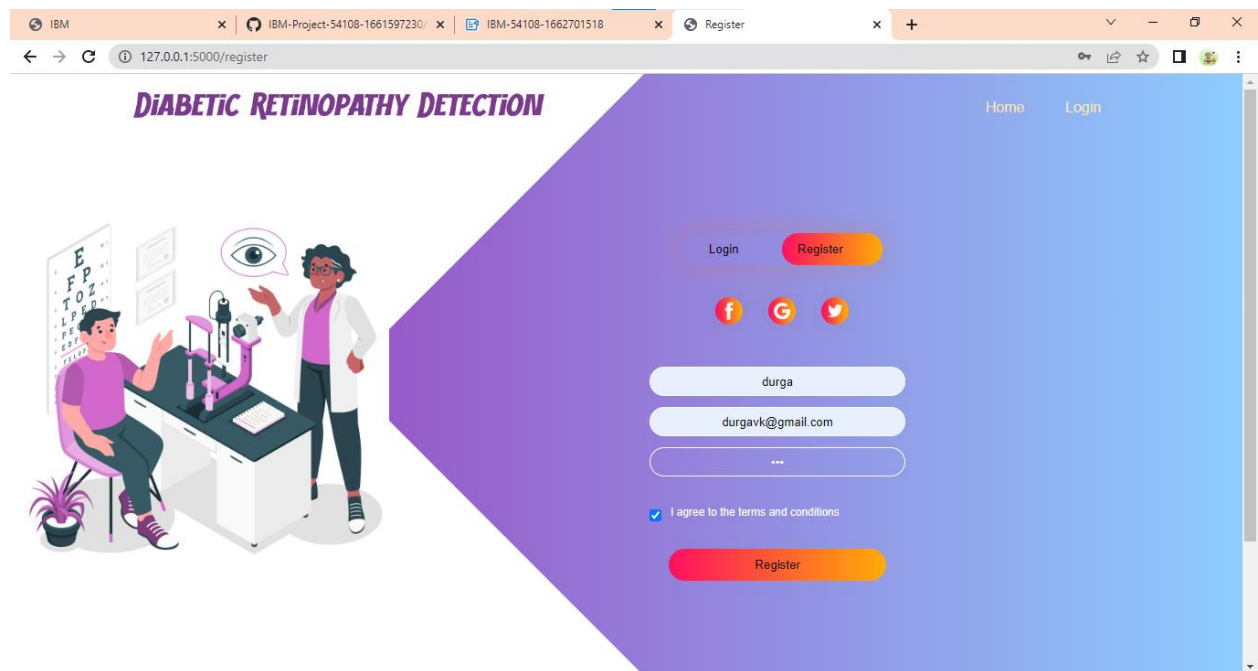 IBM
IBM-Project-54108-1661597230/
IBM-54108-1662701518
Register
127.0.0.1:5000/register
DiABETiC RETiNOPATHY DETECTiON
Home
Login
E
F P
T O Z
L P E D
Login
Register
f
G
durga
durgavk@gmail.com
•••
I agree to the terms and conditions
Register